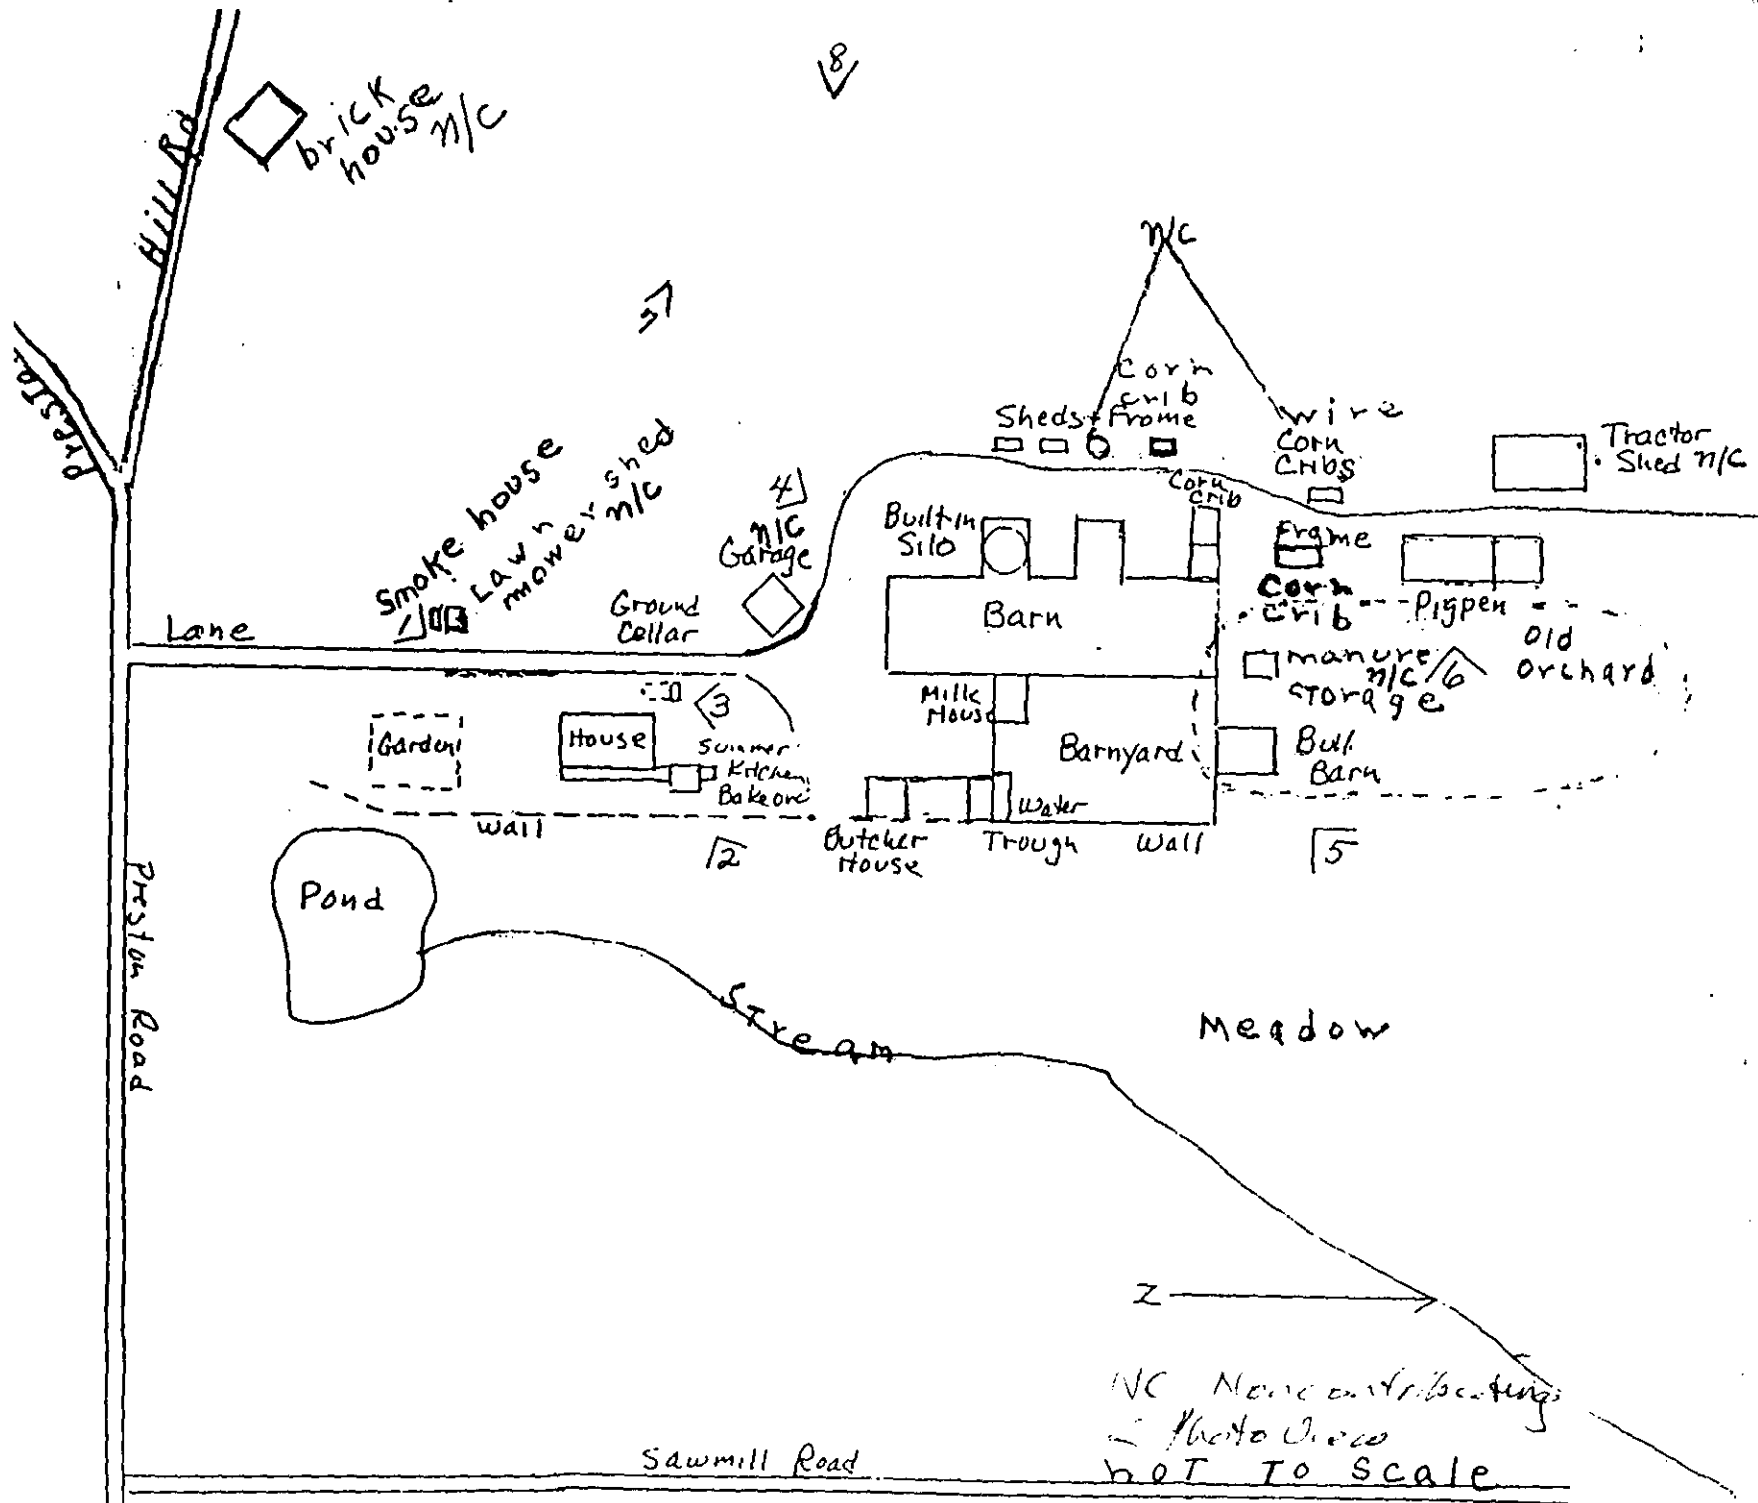 8
brick
house
N/C
Hill Rd
N/C
7
Corn
crib
Sheds Frame
wire
Corn
Cribs
Tractor
Shed N/C
Smoke house
Lawn
mower shed
N/C
4
N/C
Garage
Built-in
Silo
Corn
Crib
Frame
Corn
Crib
Pigpen
Old
Orchard
Lane
1
Ground
Cellar
Barn
manure
N/C
storage
6
3
Milk
House
Garden
House
Summer
Kitchen
Barnyard
Bull
Barn
Water
Trough
Wall
2
Butcher
House
Wall
5
Pond
Preston Road
Stream
Meadow
Z
NC Noncontributing
Photo View
NOT TO Scale
Sawmill Road